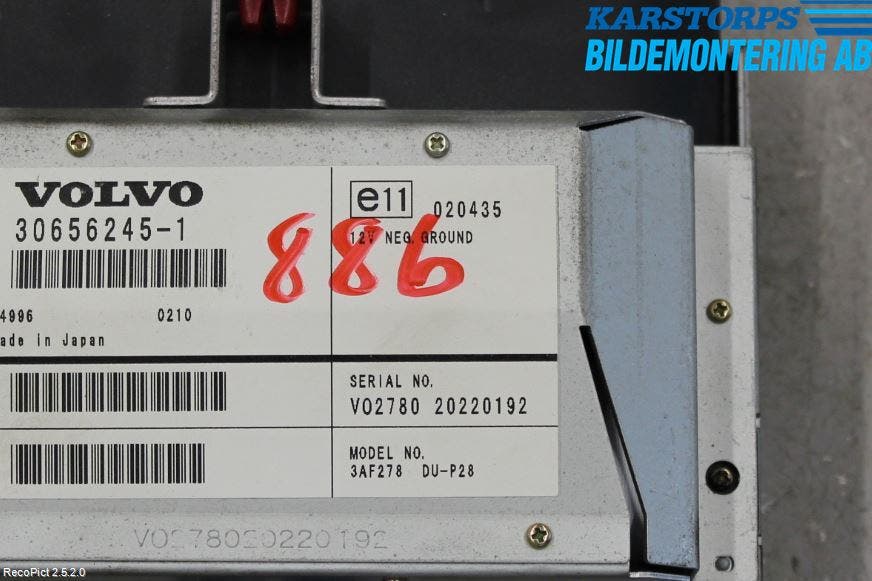 KARSTORPS
BILDEMONTERING AB
VOLVO
30656245-1
e11 020435
12V NEG. GROUND
886
4996 0210
ade in Japan
SERIAL NO.
VO2780 20220192
MODEL NO.
3AF278 DU-P28
VO278020220192
RecoPict 2.5.2.0